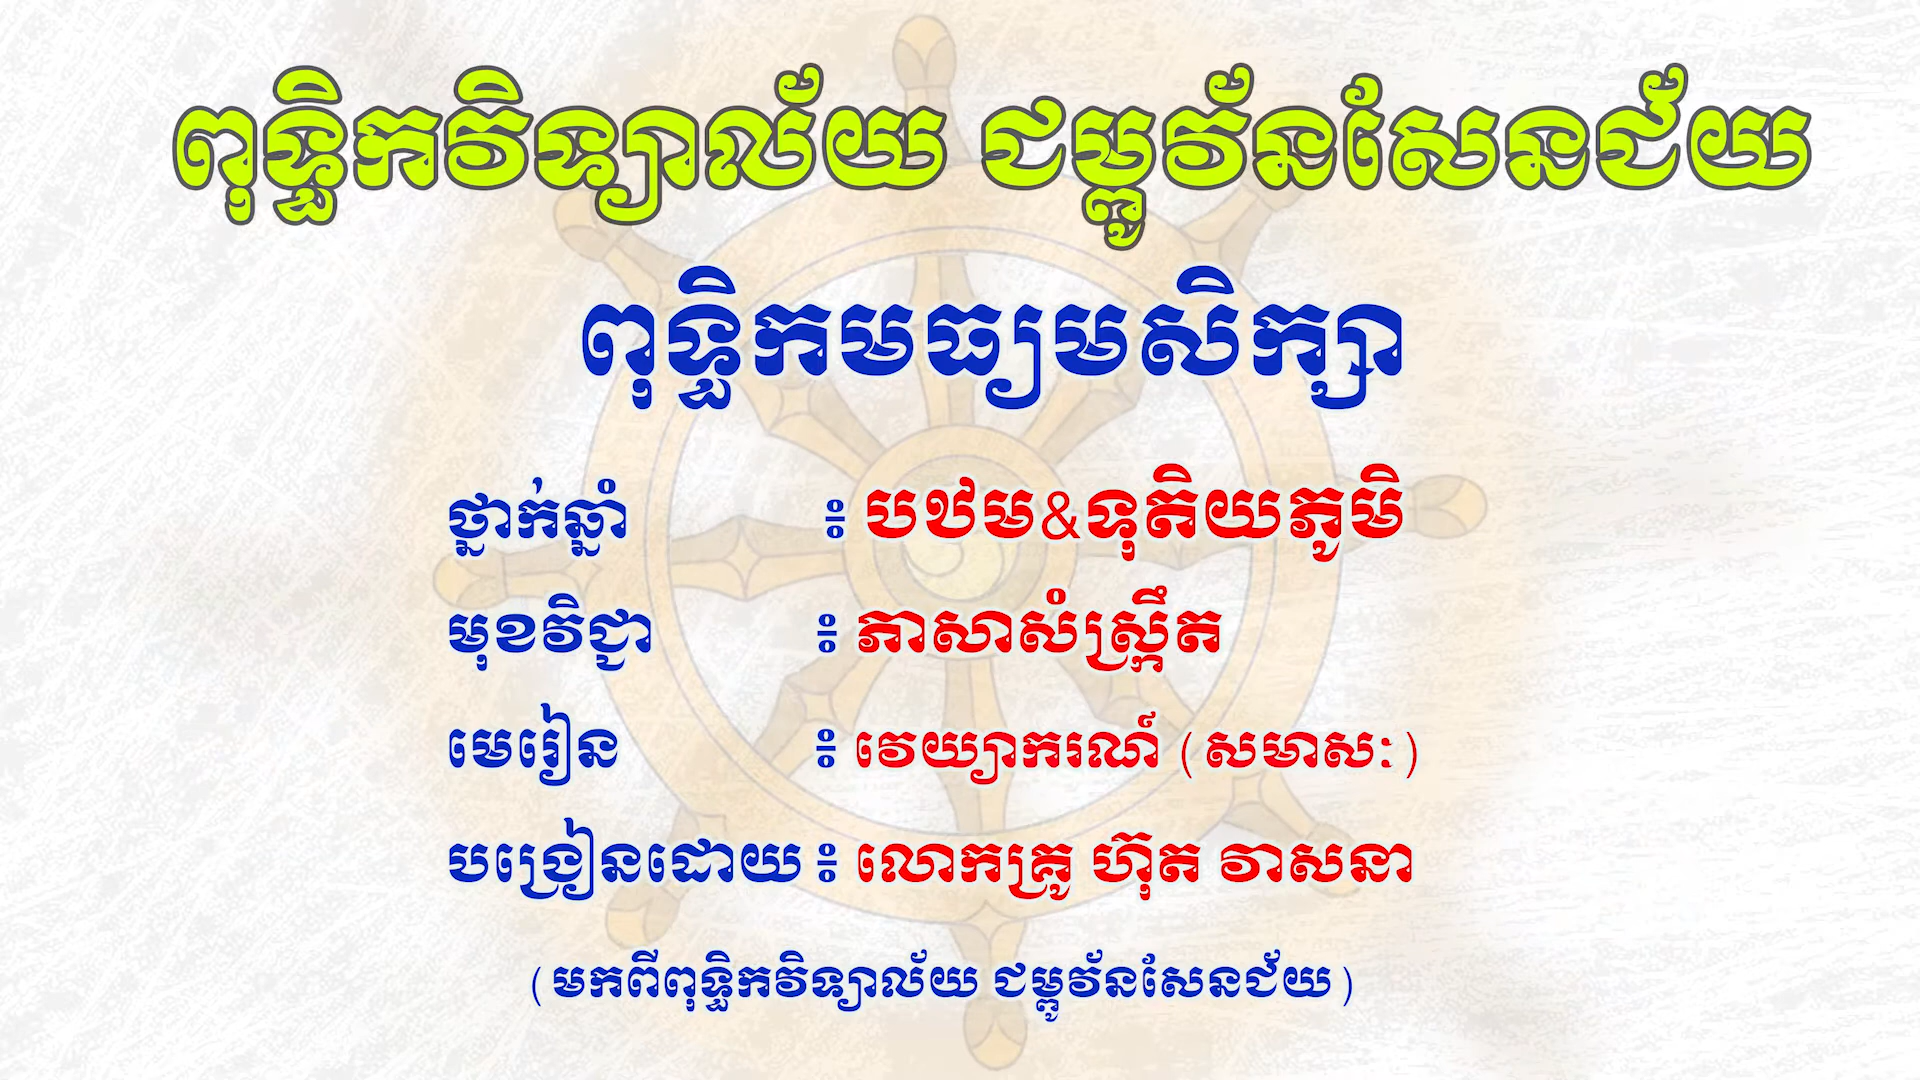 ពុទ្ធិកវិទ្យាល័យ ជម្ពូវ័នសែនជ័យ
ពុទ្ធិកមធ្យមសិក្សា
ថ្នាក់ឆ្នាំ ៖ បឋម&ទុតិយភូមិ
មុខវិជ្ជា ៖ ភាសាសំស្ក្រឹត
មេរៀន ៖ វេយ្យាករណ៍ (សមាសៈ)
បង្រៀនដោយ ៖ លោកគ្រូ ហ៊ុត វាសនា
(មកពីពុទ្ធិកវិទ្យាល័យ ជម្ពូវ័នសែនជ័យ)